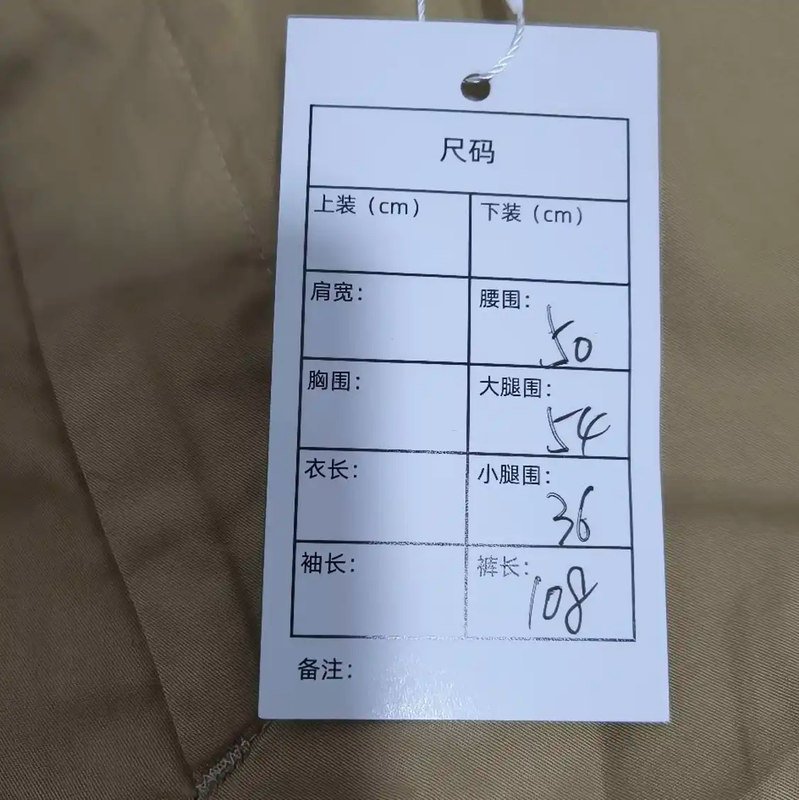 尺码
上装（cm） 下装（cm）
肩宽： 腰围：50
胸围： 大腿围：54
衣长： 小腿围：36
袖长： 裤长：108
备注：